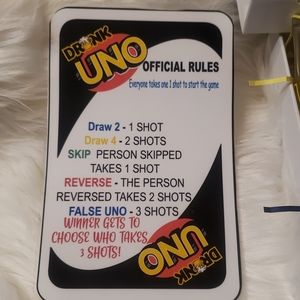 DRUNK
UNO
OFFICIAL RULES
Everyone takes one 1 shot to start the game
Draw 2 - 1 SHOT
Draw 4 - 2 SHOTS
SKIP PERSON SKIPPED
TAKES 1 SHOT
REVERSE - THE PERSON
REVERSED TAKES 2 SHOTS
FALSE UNO - 3 SHOTS
WINNER GETS TO
CHOOSE WHO TAKES
3 SHOTS!
DRUNK
UNO